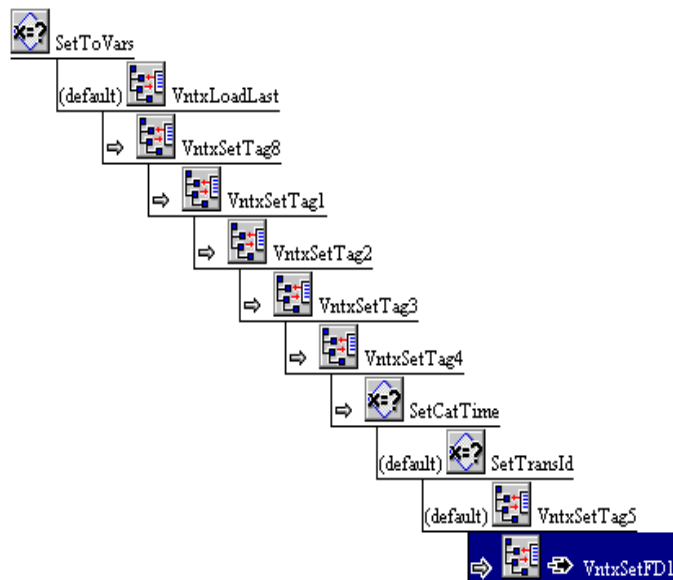 x=? SetToVars
(default) VntxLoadLast
VntxSetTag8
VntxSetTag1
VntxSetTag2
VntxSetTag3
VntxSetTag4
x=? SetCatTime
(default) x=? SetTransId
(default) VntxSetTag5
VntxSetFD1